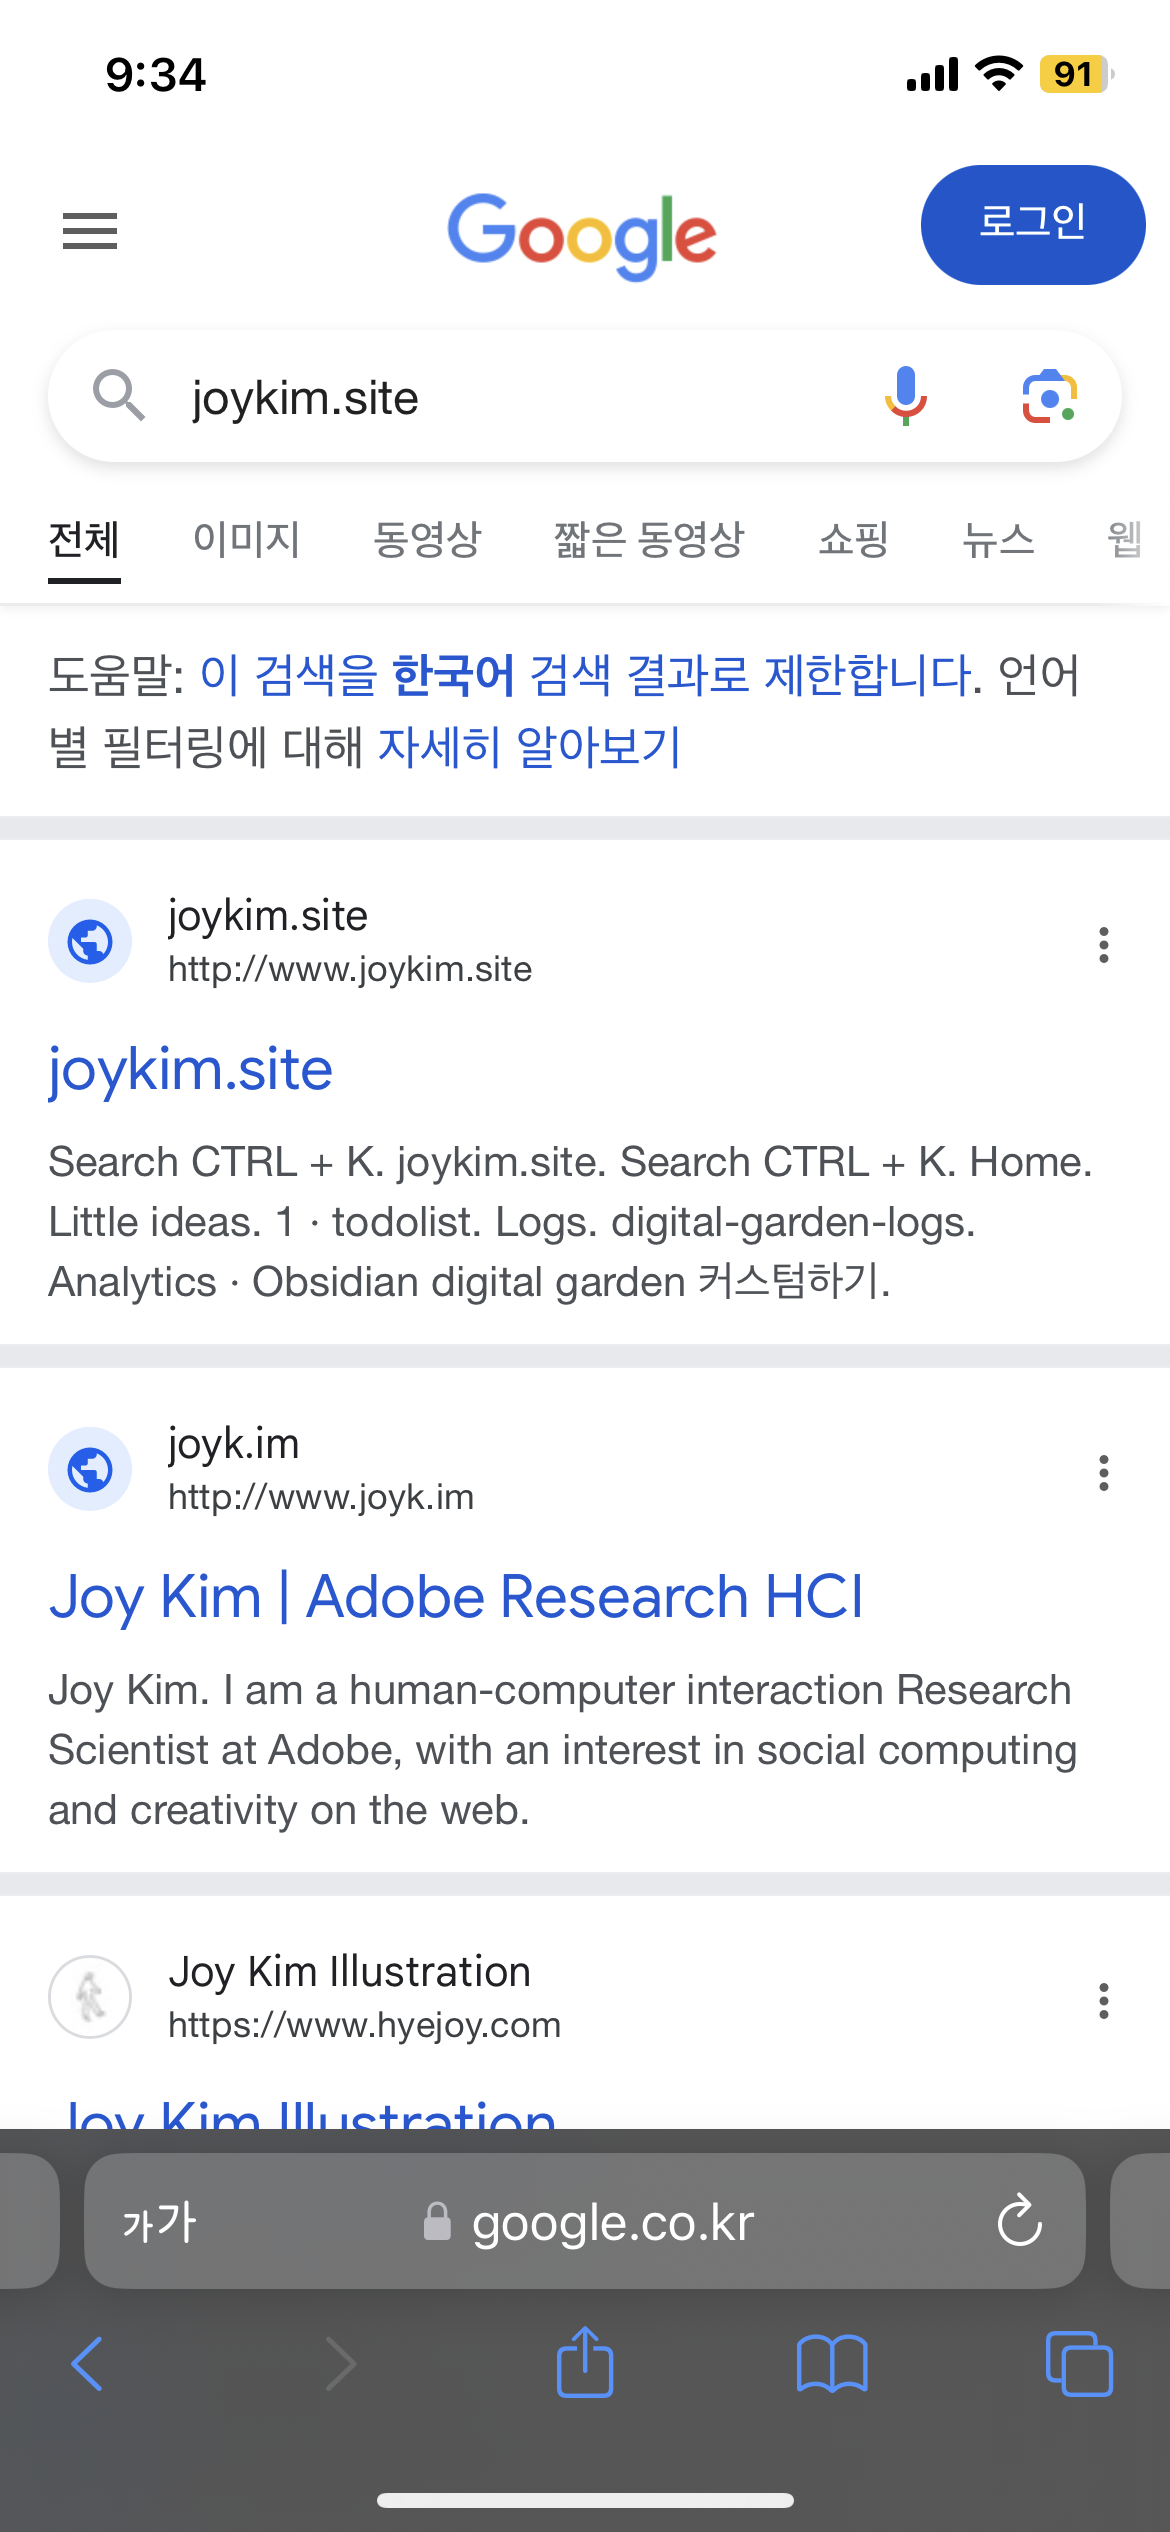 9:34
91
Google
로그인
joykim.site
전체 이미지 동영상 짧은 동영상 쇼핑 뉴스 웹
도움말: 이 검색을 한국어 검색 결과로 제한합니다. 언어
별 필터링에 대해 자세히 알아보기
joykim.site
http://www.joykim.site
joykim.site
Search CTRL + K. joykim.site. Search CTRL + K. Home.
Little ideas. 1 · todolist. Logs. digital-garden-logs.
Analytics · Obsidian digital garden 커스텀하기.
joyk.im
http://www.joyk.im
Joy Kim | Adobe Research HCI
Joy Kim. I am a human-computer interaction Research
Scientist at Adobe, with an interest in social computing
and creativity on the web.
Joy Kim Illustration
https://www.hyejoy.com
Joy Kim Illustration
가가 google.co.kr